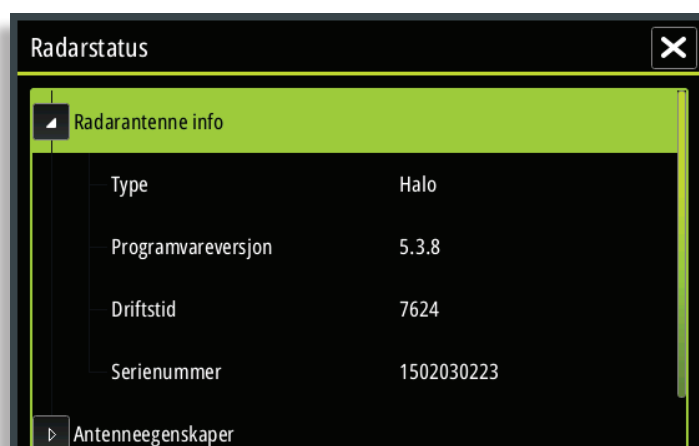 Radarstatus
Radarantenne info
Type Halo
Programvareversjon 5.3.8
Driftstid 7624
Serienummer 1502030223
Antenneegenskaper